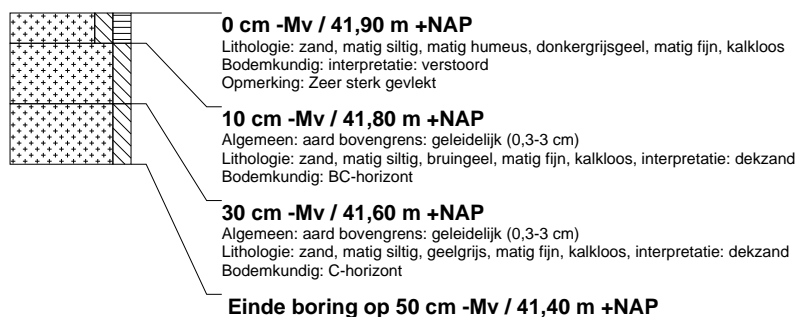 0 cm -Mv / 41,90 m +NAP
Lithologie: zand, matig siltig, matig humeus, donkergrijsgeel, matig fijn, kalkloos
Bodemkundig: interpretatie: verstoord
Opmerking: Zeer sterk gevlekt
10 cm -Mv / 41,80 m +NAP
Algemeen: aard bovengrens: geleidelijk (0,3-3 cm)
Lithologie: zand, matig siltig, bruingeel, matig fijn, kalkloos, interpretatie: dekzand
Bodemkundig: BC-horizont
30 cm -Mv / 41,60 m +NAP
Algemeen: aard bovengrens: geleidelijk (0,3-3 cm)
Lithologie: zand, matig siltig, geelgrijs, matig fijn, kalkloos, interpretatie: dekzand
Bodemkundig: C-horizont
Einde boring op 50 cm -Mv / 41,40 m +NAP